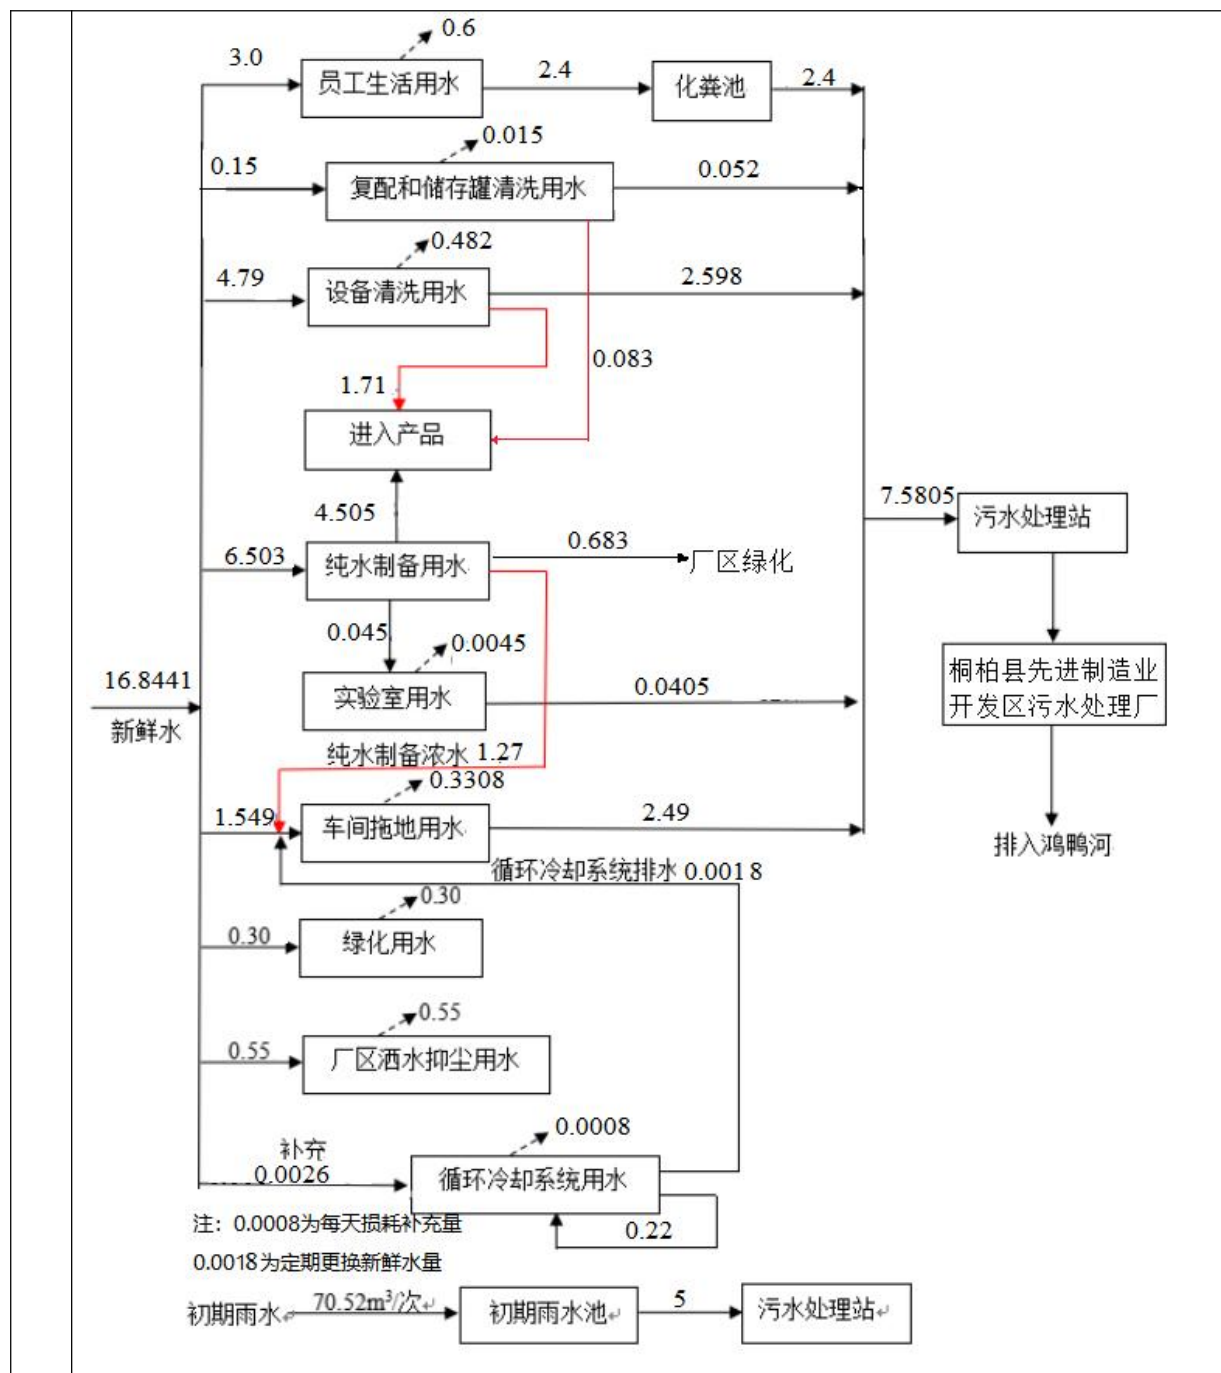 0.6
3.0
员工生活用水
2.4
化粪池
2.4
0.015
0.15
复配和储存罐清洗用水
0.052
0.482
4.79
设备清洗用水
2.598
0.083
1.71
进入产品
4.505
7.5805
污水处理站
6.503
纯水制备用水
0.683
厂区绿化
0.045
0.0045
16.8441
新鲜水
实验室用水
0.0405
桐柏县先进制造业
开发区污水处理厂
纯水制备浓水 1.27
0.3308
1.549
车间拖地用水
2.49
排入鸿鸭河
循环冷却系统排水 0.0018
0.30
0.30
绿化用水
0.55
0.55
厂区洒水抑尘用水
0.0008
补充
0.0026
循环冷却系统用水
0.22
注：0.0008为每天损耗补充量
0.0018为定期更换新鲜水量
初期雨水
70.52m³/次
初期雨水池
5
污水处理站